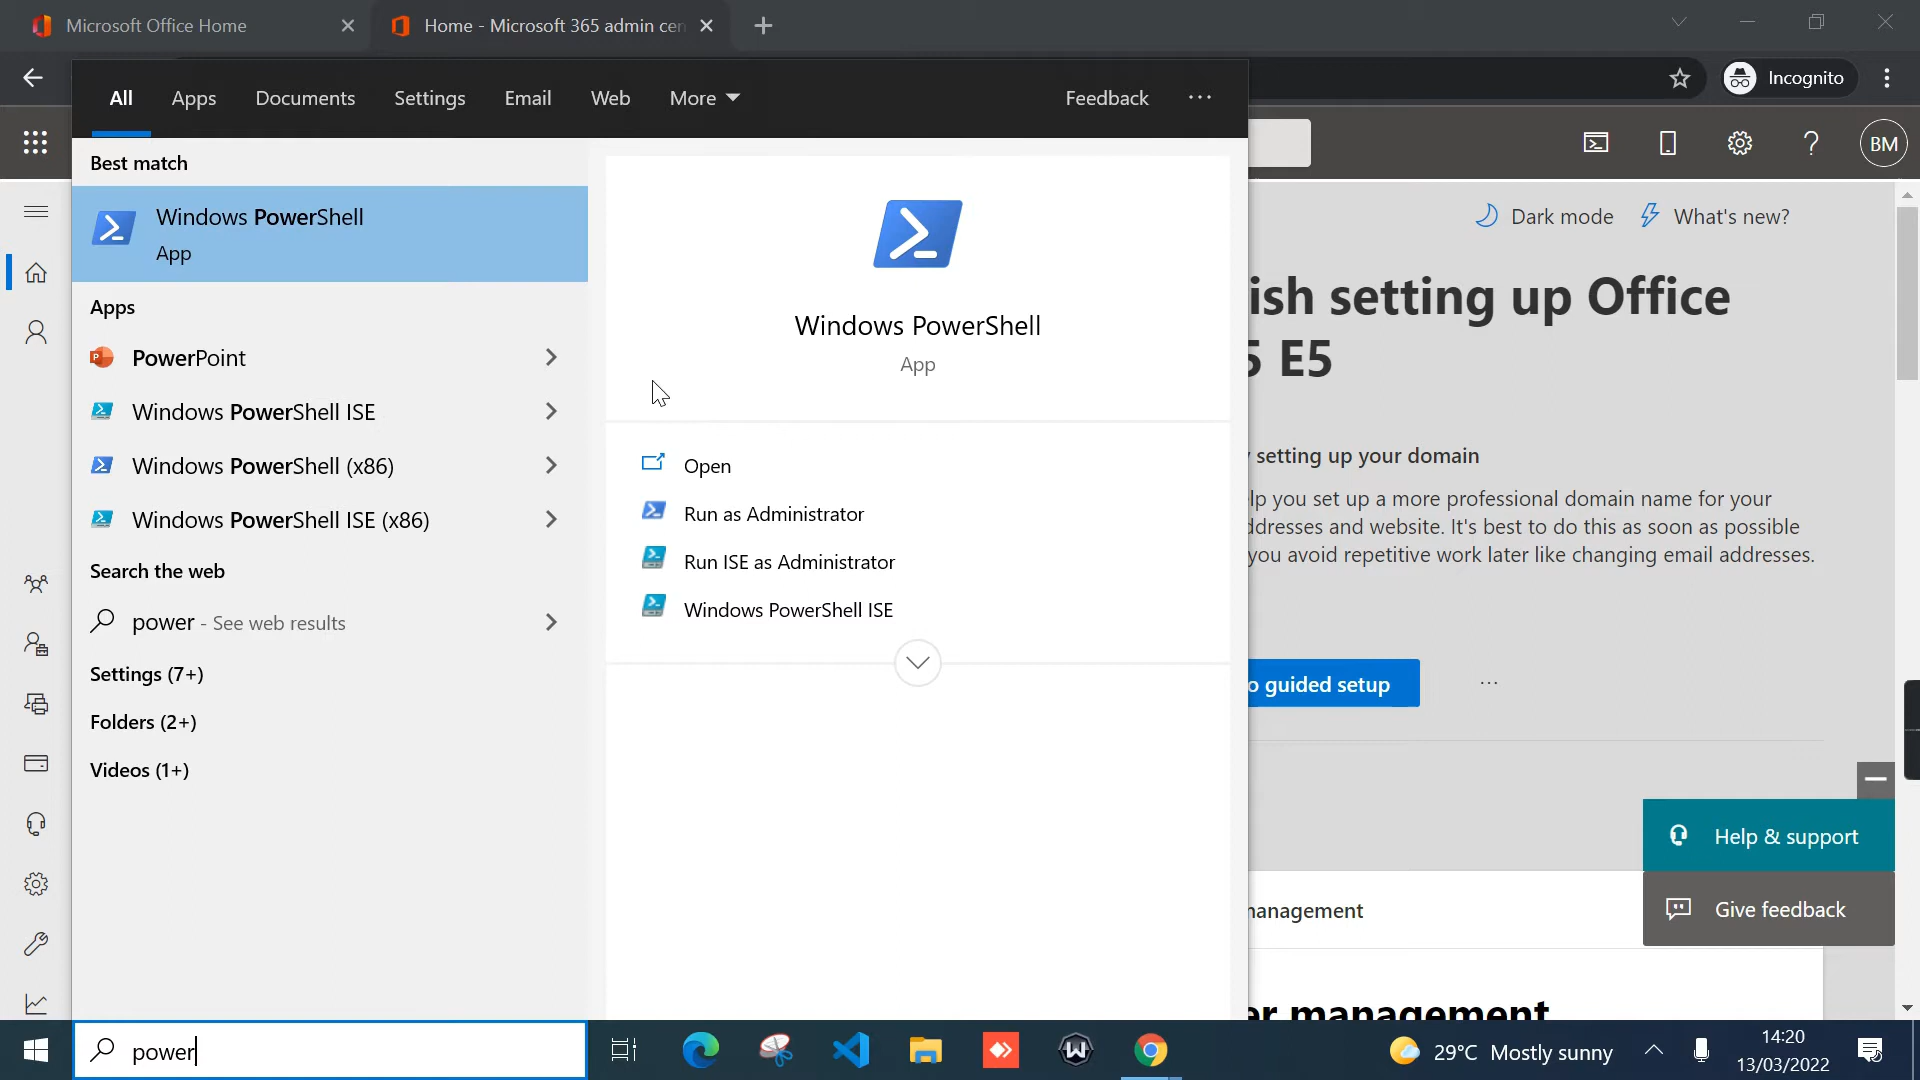 Microsoft Office Home
Home - Microsoft 365 admin cen
Incognito
All
Apps
Documents
Settings
Email
Web
More
Feedback
BM
Best match
Windows PowerShell
App
Apps
PowerPoint
Windows PowerShell ISE
Windows PowerShell (x86)
Windows PowerShell ISE (x86)
Search the web
power - See web results
Settings (7+)
Folders (2+)
Videos (1+)
Windows PowerShell
App
Open
Run as Administrator
Run ISE as Administrator
Windows PowerShell ISE
Dark mode
What's new?
ish setting up Office
5 E5
setting up your domain
lp you set up a more professional domain name for your
ddresses and website. It's best to do this as soon as possible
you avoid repetitive work later like changing email addresses.
o guided setup
Help & support
Give feedback
management
er management
power
29°C Mostly sunny
14:20
13/03/2022